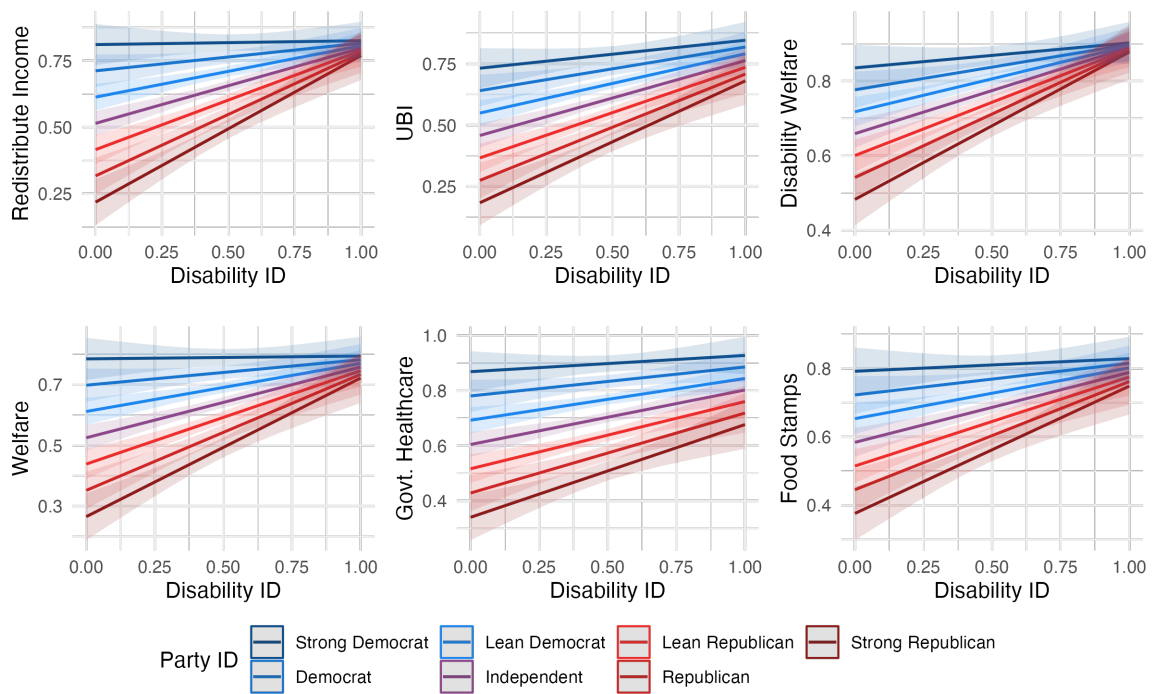 Redistribute Income
0.75
0.50
0.25
0.00 0.25 0.50 0.75 1.00
Disability ID
UBI
0.75
0.50
0.25
0.00 0.25 0.50 0.75 1.00
Disability ID
Disability Welfare
0.8
0.6
0.4
0.00 0.25 0.50 0.75 1.00
Disability ID
Welfare
0.7
0.5
0.3
0.00 0.25 0.50 0.75 1.00
Disability ID
Govt. Healthcare
1.0
0.8
0.6
0.4
0.00 0.25 0.50 0.75 1.00
Disability ID
Food Stamps
0.8
0.6
0.4
0.00 0.25 0.50 0.75 1.00
Disability ID
Party ID
Strong Democrat Lean Democrat Lean Republican Strong Republican
Democrat Independent Republican